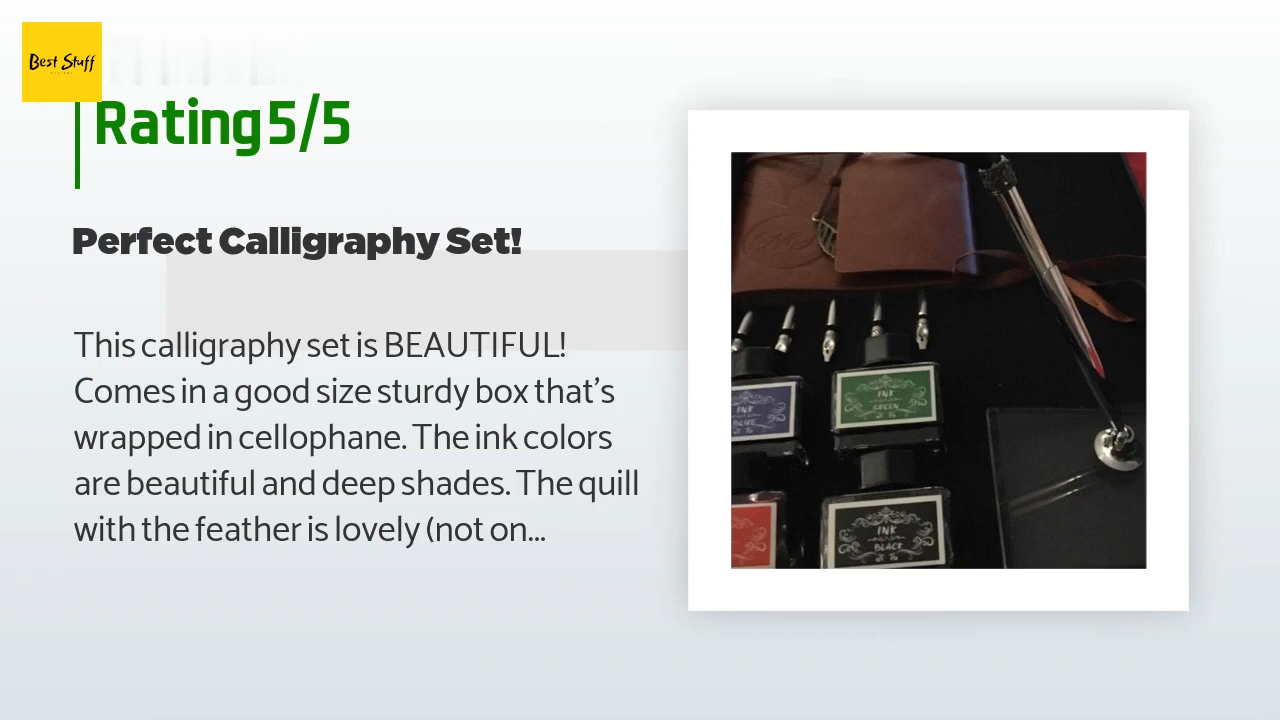 Best Stuff
Rating 5/5
Perfect Calligraphy Set!
This calligraphy set is BEAUTIFUL!
Comes in a good size sturdy box that's
wrapped in cellophane. The ink colors
are beautiful and deep shades. The quill
with the feather is lovely (not on...
INK
BLUE
INK
GREEN
INK
BLACK